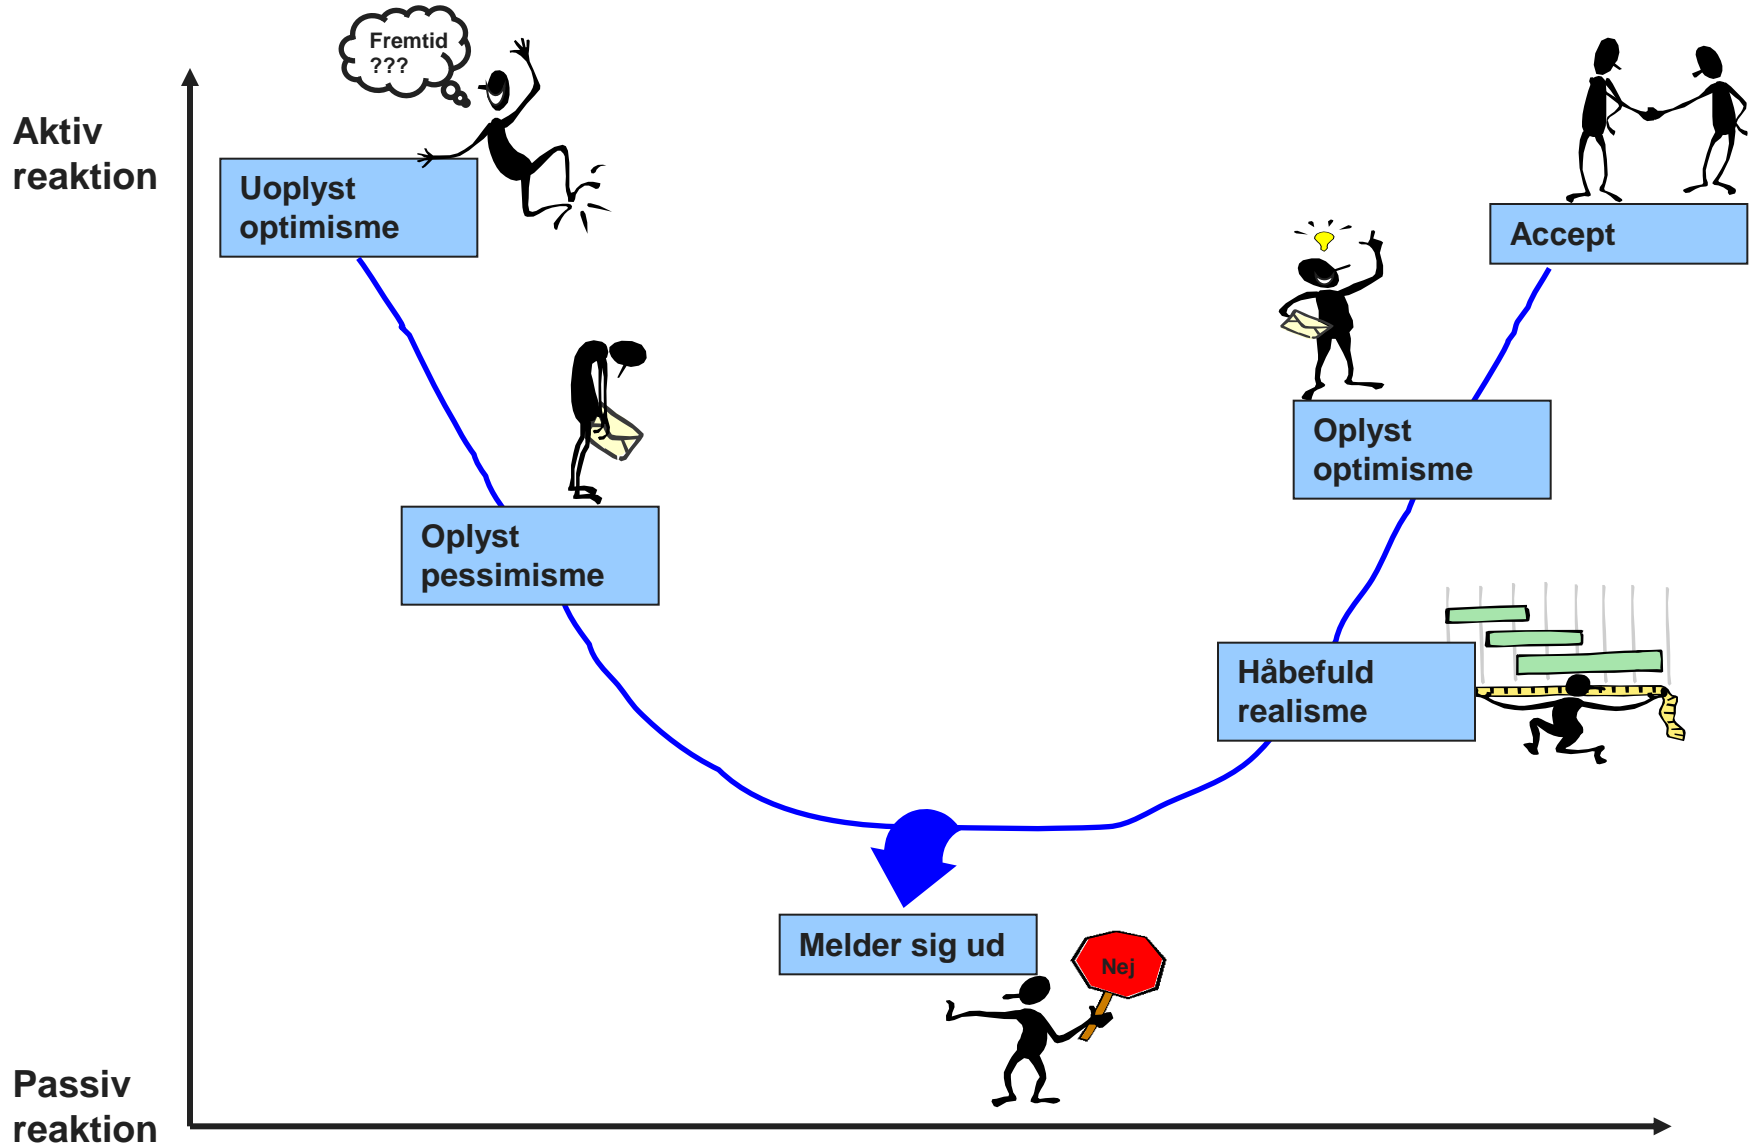 Fremtid
???
Aktiv
reaktion
Uoplyst
optimisme
Accept
Oplyst
optimisme
Oplyst
pessimisme
Håbefuld
realisme
Melder sig ud
Nej
Passiv
reaktion